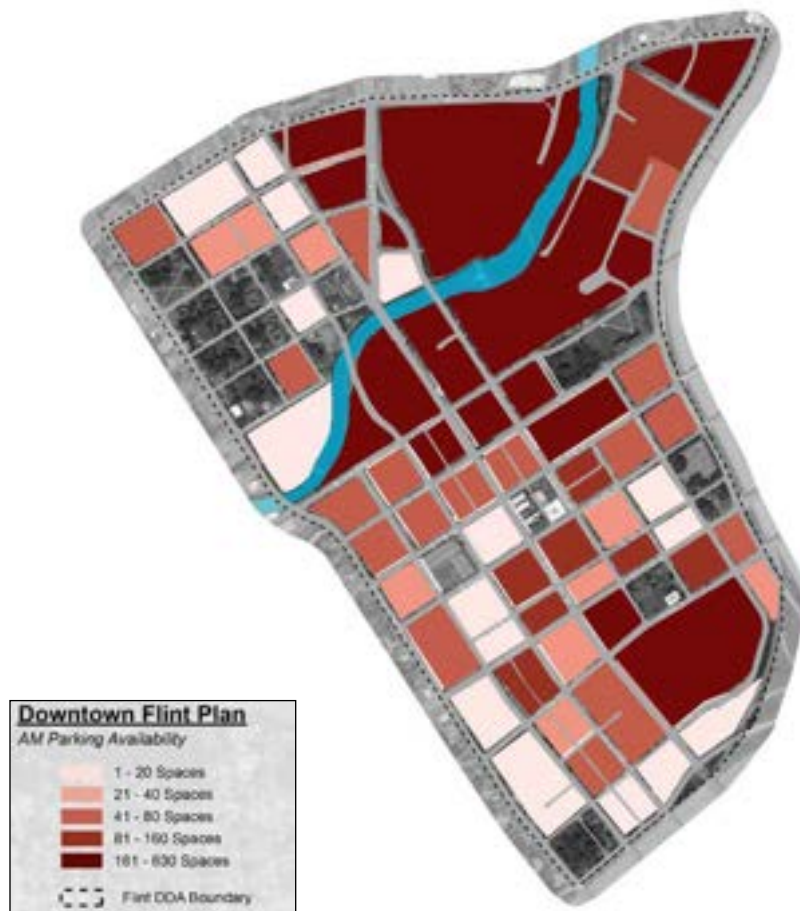 Downtown Flint Plan
AM Parking Availability
1 - 20 Spaces
21 - 40 Spaces
41 - 80 Spaces
81 - 160 Spaces
161 - 630 Spaces
Flint DDA Boundary